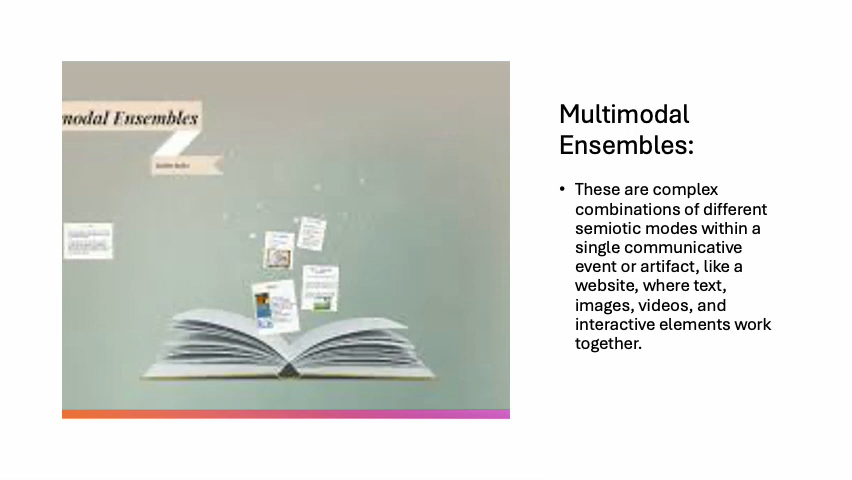 modal Ensembles
Multimodal
Ensembles:
• These are complex
combinations of different
semiotic modes within a
single communicative
event or artifact, like a
website, where text,
images, videos, and
interactive elements work
together.